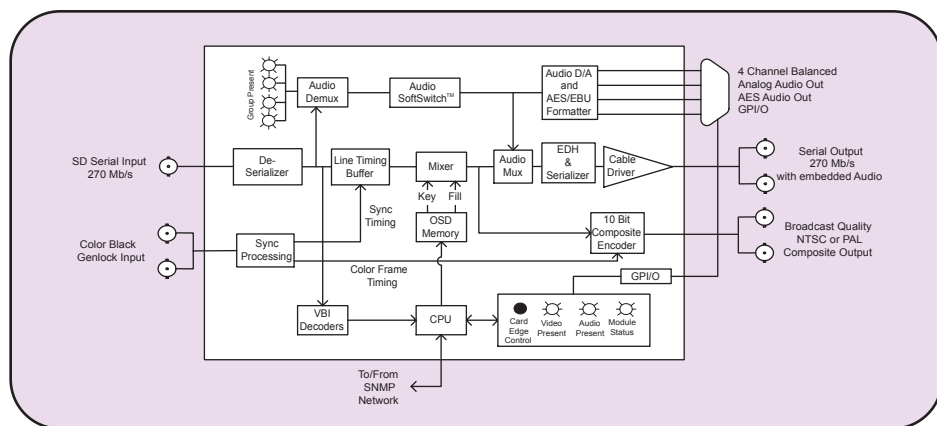 Group Present
Audio
Demux
Audio
SoftSwitch™
Audio D/A
and
AES/EBU
Formatter
4 Channel Balanced
Analog Audio Out
AES Audio Out
GPI/O
SD Serial Input
270 Mb/s
De-
Serializer
Line Timing
Buffer
Mixer
Audio
Mux
EDH
&
Serializer
Cable
Driver
Serial Output
270 Mb/s
with embedded Audio
Key
Fill
Sync
Timing
OSD
Memory
10 Bit
Composite
Encoder
Broadcast Quality
NTSC or PAL
Composite Output
Color Black
Genlock Input
Sync
Processing
Color Frame
Timing
GPI/O
VBI
Decoders
CPU
Card
Edge
Control
Video
Present
Audio
Present
Module
Status
To/From
SNMP
Network